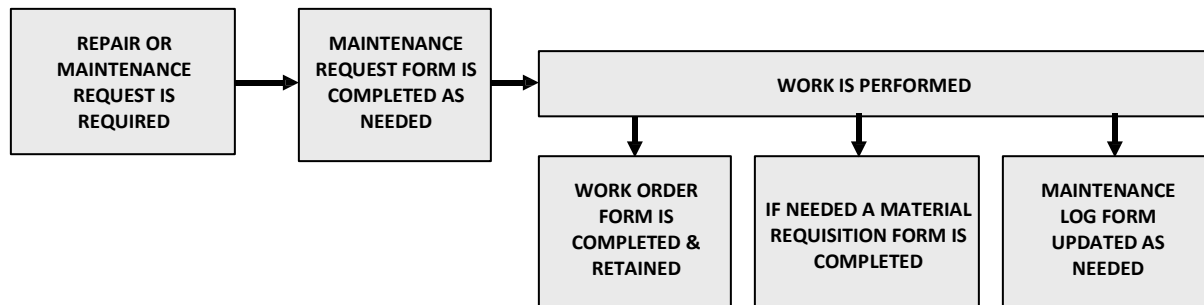 REPAIR OR
MAINTENANCE
REQUEST IS
REQUIRED
MAINTENANCE
REQUEST FORM IS
COMPLETED AS
NEEDED
WORK IS PERFORMED
WORK ORDER
FORM IS
COMPLETED &
RETAINED
IF NEEDED A MATERIAL
REQUISITION FORM IS
COMPLETED
MAINTENANCE
LOG FORM
UPDATED AS
NEEDED